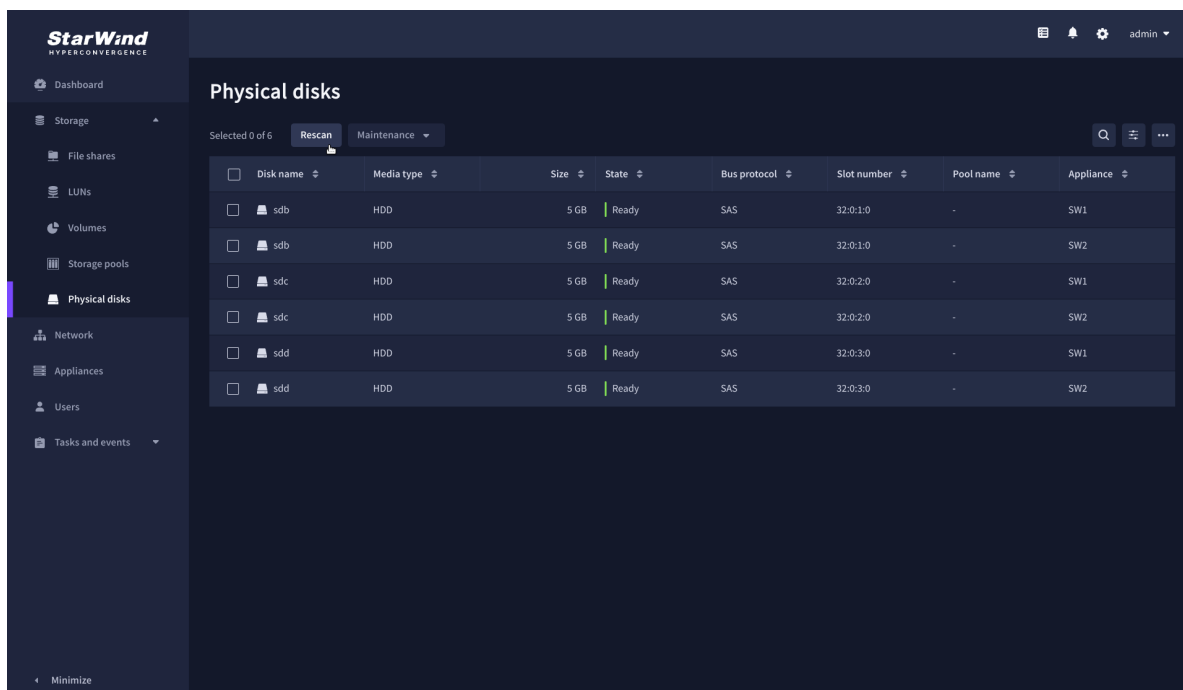 StarWind
HYPERCONVERGENCE
admin
Dashboard
Storage
File shares
LUNs
Volumes
Storage pools
Physical disks
Network
Appliances
Users
Tasks and events
Minimize
Physical disks
Selected 0 of 6 Rescan Maintenance
Disk name Media type Size State Bus protocol Slot number Pool name Appliance
sdb HDD 5 GB Ready SAS 32:0:1:0 - SW1
sdb HDD 5 GB Ready SAS 32:0:1:0 - SW2
sdc HDD 5 GB Ready SAS 32:0:2:0 - SW1
sdc HDD 5 GB Ready SAS 32:0:2:0 - SW2
sdd HDD 5 GB Ready SAS 32:0:3:0 - SW1
sdd HDD 5 GB Ready SAS 32:0:3:0 - SW2